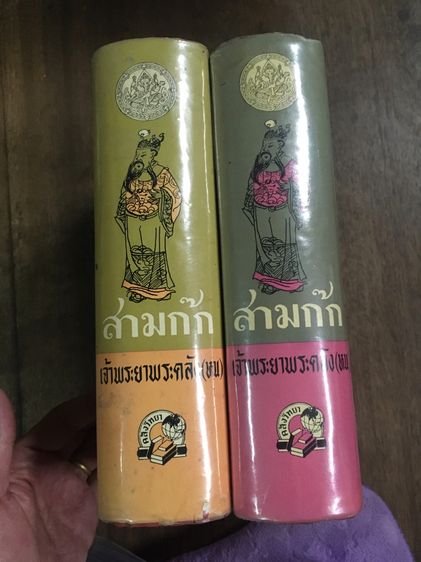 สามก๊ก
เจ้าพระยาพระคลัง(หน)
คลังวิทยา
สามก๊ก
เจ้าพระยาพระคลัง(หน
คลังวิทยา